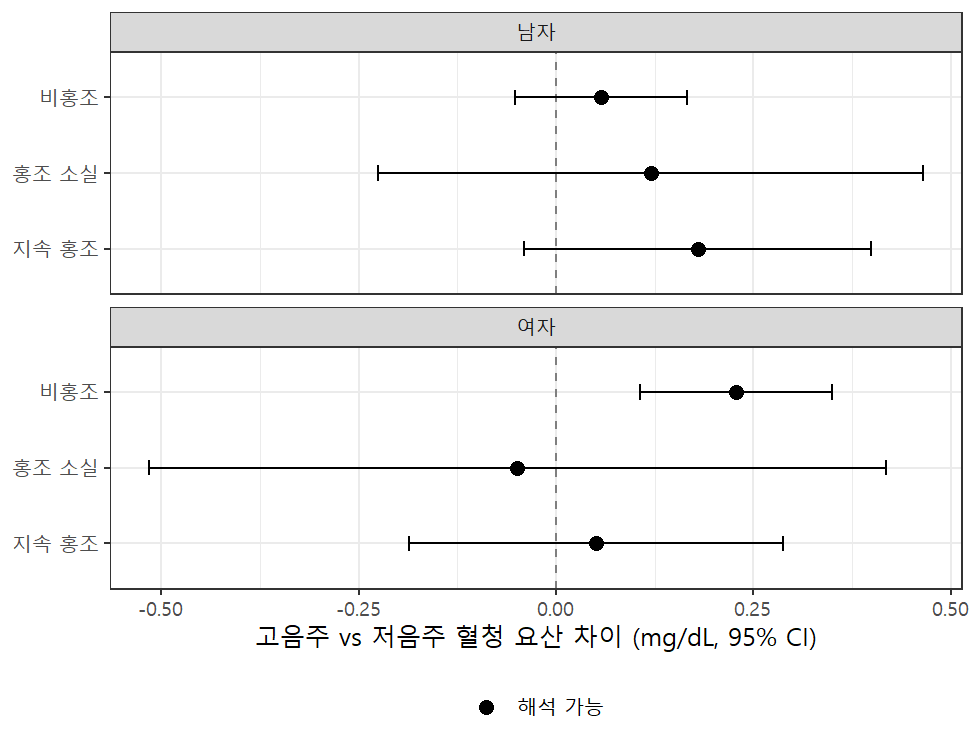 남자
비홍조
홍조 소실
지속 홍조
여자
비홍조
홍조 소실
지속 홍조
-0.50 -0.25 0.00 0.25 0.50
고음주 vs 저음주 혈청 요산 차이 (mg/dL, 95% CI)
해석 가능